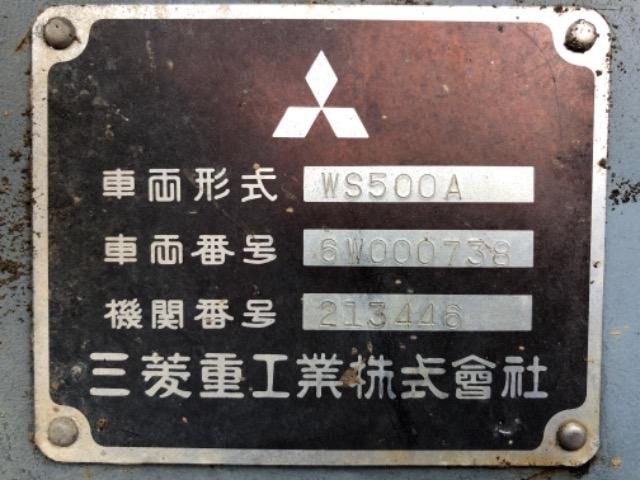 車両形式 WS500A
車両番号 6W000738
機関番号 213446
三菱重工業株式會社